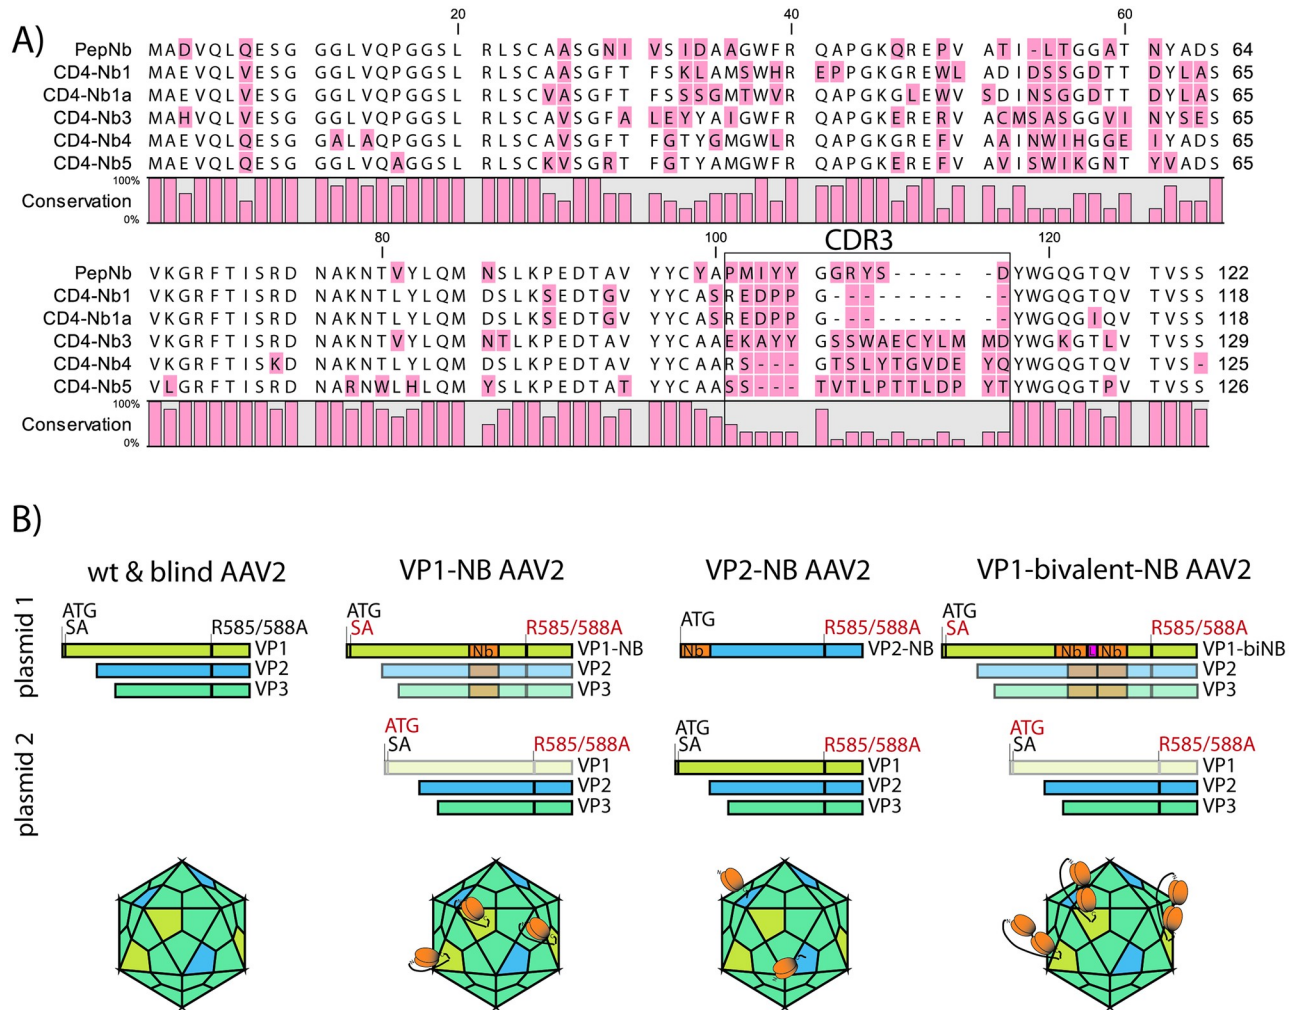 A)
20 40 60
PepNb MADVQLQESG GGLVQPGGSL RLSCAASGNI VSIDAAGWFR QAPGKQREPV ATI-LTGGAT NYADS 64
CD4-Nb1 MAEVQLVESG GGLVQPGGSL RLSCAASGFT FSKLAMSWHR EPPGKGREWL ADIDSSGDTT DYLAS 65
CD4-Nb1a MAEVQLVESG GGLVQPGGSL RLSCVASGFT FSSSGMTWVR QAPGKGLEWV SDINSGGDTT DYLAS 65
CD4-Nb3 MAHVQLVESG GGLVQPGGSL RLSCAVSGFA LEYYAIGWFR QAPGKERERV ACMSASGGVI NYSES 65
CD4-Nb4 MAEVQLQESG GALAQPGGSL RLSCAVSGFT FGTYGMGWLR QAPGKGREFV AAINWIHGGE IYADS 65
CD4-Nb5 MAEVQLQESG GGLVQAGGSL RLSCKVSGRT FGTYAMGWFR QAPGKEREFV AVISWIKGNT YVADS 65
100%
Conservation
0%
80 100 CDR3 120
PepNb VKGRFTISRD NAKNTVYLQM NSLKPEDTAV YYCYAPMIYY GGRYS----- -DYWGQGTQV TVSS 122
CD4-Nb1 VKGRFTISRD NAKNTLYLQM DSLKSEDTGV YYCASREDPP G--------- --YWGQGTQV TVSS 118
CD4-Nb1a VKGRFTISRD NAKNTLYLQM DSLKSEDTGV YYCASREDPP G--------- --YWGQGIQV TVSS 118
CD4-Nb3 VKGRFTISRD NAKNTVYLQM NTLKPEDTAV YYCAAEKAYY GSSWAECYLM MDYWGKGTLV TVSS 129
CD4-Nb4 VKGRFTISKD NAKNTLYLQM DSLKPEDTAV YYCAARS--- GTSLYTGVDE YQYWGQGTQV TVS- 125
CD4-Nb5 VLGRFTISRD NARNWLHLQM YSLKPEDTAT YYCAASS--- TVTLPTTLDP YTYWGQGTPV TVSS 126
100%
Conservation
0%
B)
wt & blind AAV2 VP1-NB AAV2 VP2-NB AAV2 VP1-bivalent-NB AAV2
plasmid 1
ATG
SA R585/588A
VP1
VP2
VP3
ATG
SA R585/588A
Nb VP1-NB
VP2
VP3
ATG
R585/588A
Nb VP2-NB
ATG
SA R585/588A
Nb L Nb VP1-biNB
VP2
VP3
plasmid 2
ATG
SA R585/588A
VP1
VP2
VP3
ATG
SA R585/588A
VP1
VP2
VP3
ATG
SA R585/588A
VP1
VP2
VP3